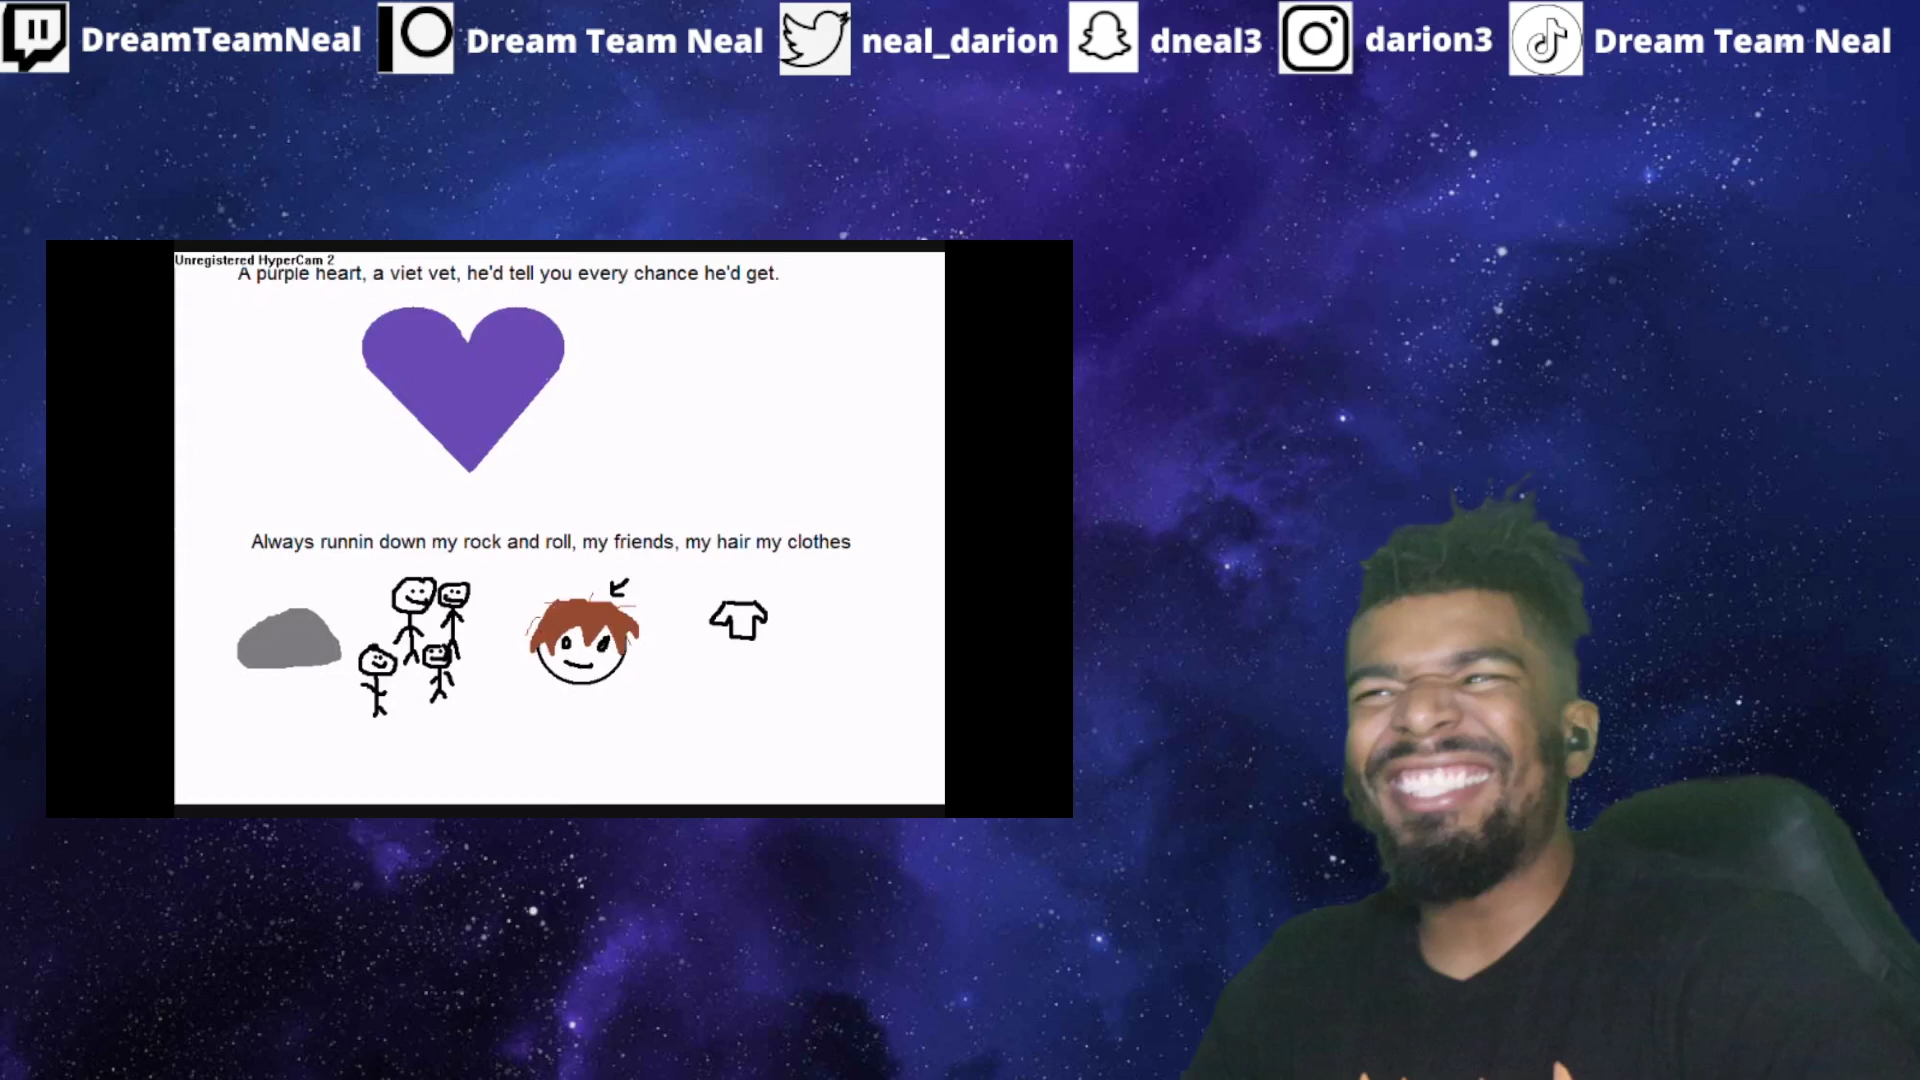 DreamTeamNeal
Dream Team Neal
neal_darion
dneal3
darion3
Dream Team Neal
Unregistered HyperCam 2
A purple heart, a viet vet, he'd tell you every chance he'd get.
Always runnin down my rock and roll, my friends, my hair my clothes